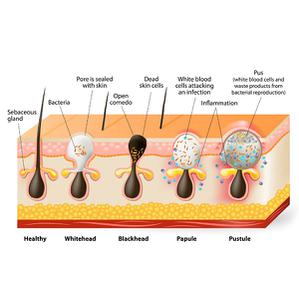 Pore is sealed
with skin
Dead
skin cells
White blood
cells attacking
an infection
Pus
(white blood cells and
waste products from
bacterial reproduction)
Sebaceous
gland
Bacteria
Open
comedo
Inflammation
Healthy
Whitehead
Blackhead
Papule
Pustule